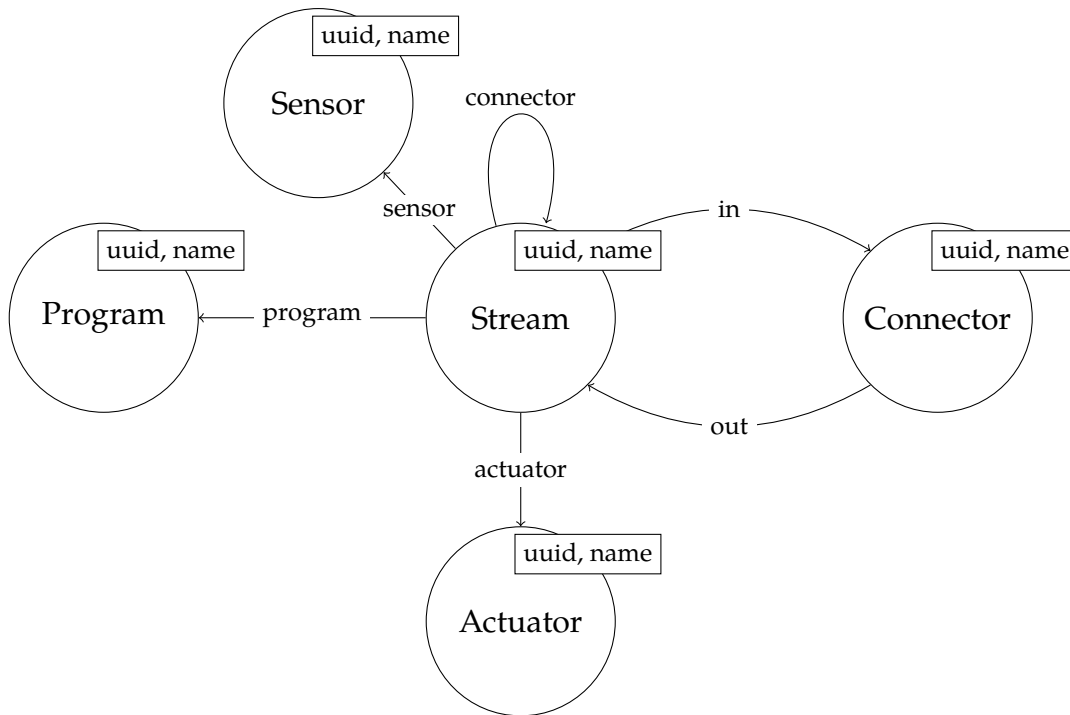 uuid, name
Sensor
connector
sensor
in
uuid, name
Program
program
uuid, name
Stream
uuid, name
Connector
out
actuator
uuid, name
Actuator